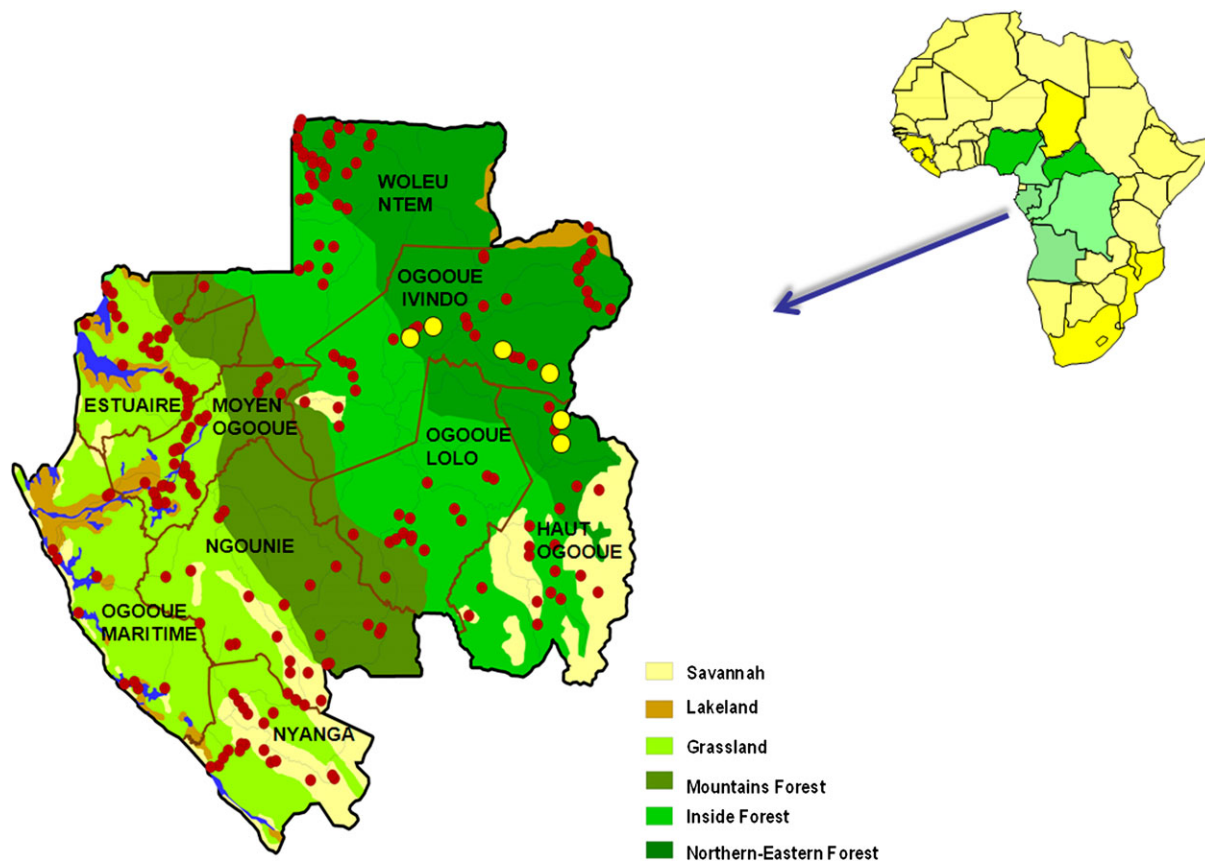 WOLEU
NTEM
OGOOUE
IVINDO
ESTUAIRE
MOYEN
OGOOUE
OGOOUE
LOLO
NGOUNIE
HAUT
OGOOUE
OGOOUE
MARITIME
NYANGA
Savannah
Lakeland
Grassland
Mountains Forest
Inside Forest
Northern-Eastern Forest